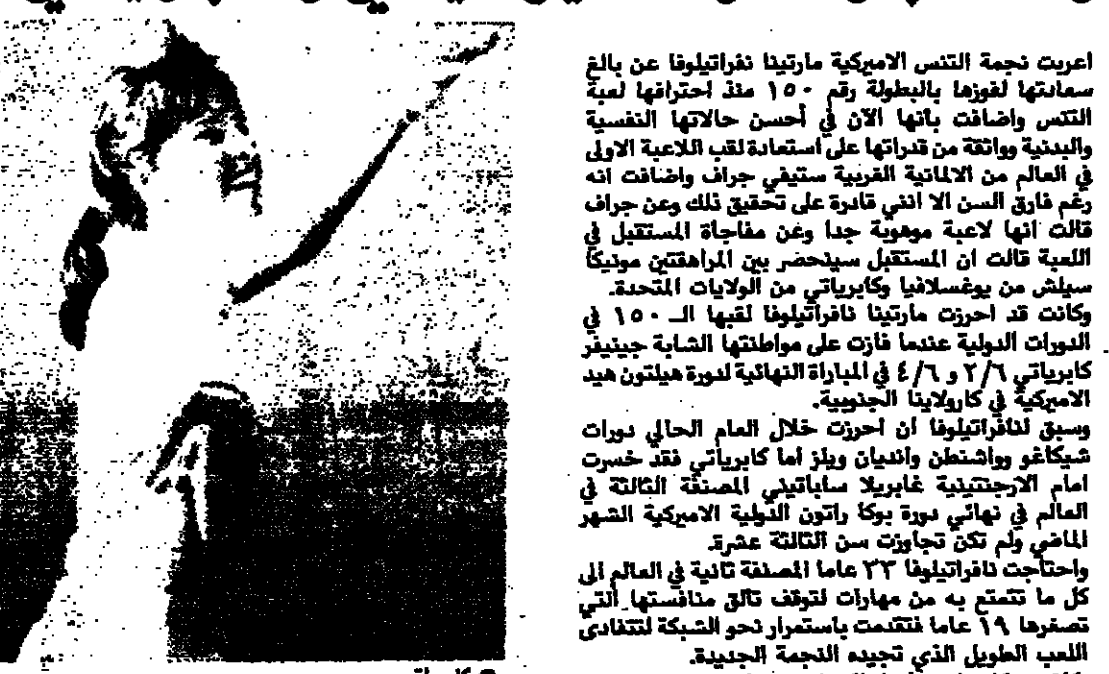 اعربت نجمة التنس الاميركية مارتينا نفراتيلوفا عن بالغ
سعادتها لفوزها بالبطولة رقم ١٥٠ منذ احترافها لعبة
التنس واضافت بانها الآن في أحسن حالاتها النفسية
والبدنية وواثقة من قدراتها على استعادة لقب اللاعبة الاولى
في العالم من الالمانية الغربية ستيفي جراف واضافت انه
رغم فارق السن الا انني قادرة على تحقيق ذلك وعن جراف
قالت انها لاعبة موهوبة جدا وعن مفاجاة المستقبل في
اللعبة قالت ان المستقبل سينحصر بين المراهقتين مونيكا
سيلش من يوغسلافيا وكابرياتي من الولايات المتحدة.
وكانت قد احرزت مارتينا نافراتيلوفا لقبها الـ ١٥٠ في
الدورات الدولية عندما فازت على مواطنتها الشابة جينيفر
كابرياتي ٢/٦ و ٤/٦ في المباراة النهائية لدورة هيلتون هيد
الاميركية في كارولاينا الجنوبية.
وسبق لنافراتيلوفا ان احرزت خلال العام الحالي دورات
شيكاغو وواشنطن وانديان ويلز اما كابرياتي فقد خسرت
امام الارجنتينية غابريلا ساباتيني المصنفة الثالثة في
العالم في نهائي دورة بوكا راتون الدولية الاميركية الشهر
الماضي ولم تكن تجاوزت سن الثالثة عشرة.
واحتاجت نافراتيلوفا ٣٣ عاما المصنفة ثانية في العالم الى
كل ما تتمتع به من مهارات لتوقف تالق منافستها التي
تصغرها ١٩ عاما فتقدمت باستمرار نحو الشبكة لتتفادى
اللعب الطويل الذي تجيده النجمة الجديدة.